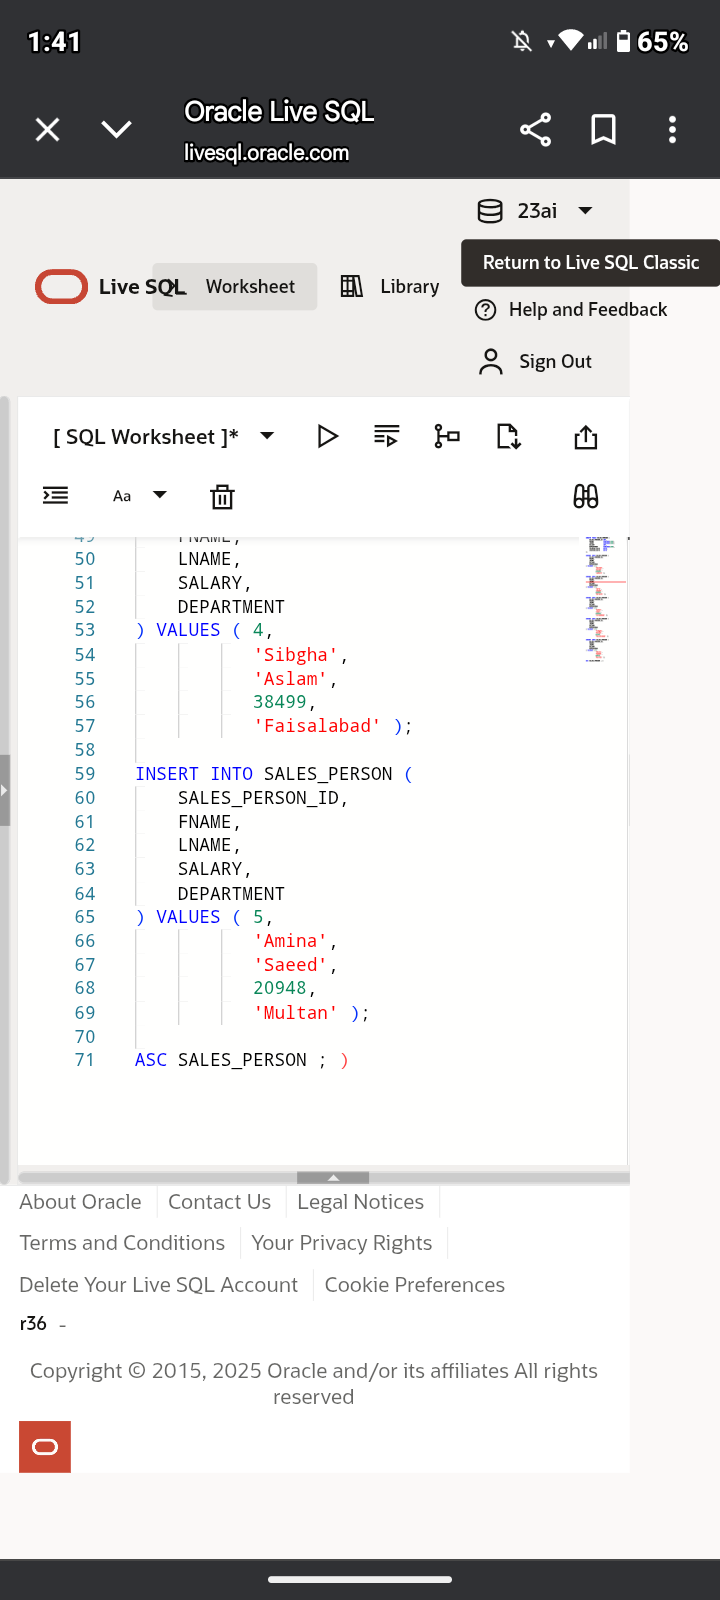 1:41
65%
Oracle Live SQL
livesql.oracle.com
23ai
Return to Live SQL Classic
Live SQL
Worksheet
Library
Help and Feedback
Sign Out
[ SQL Worksheet ]*
Aa
49 FNAME,
50 LNAME,
51 SALARY,
52 DEPARTMENT
53 ) VALUES ( 4,
54 'Sibgha',
55 'Aslam',
56 38499,
57 'Faisalabad' );
58
59 INSERT INTO SALES_PERSON (
60 SALES_PERSON_ID,
61 FNAME,
62 LNAME,
63 SALARY,
64 DEPARTMENT
65 ) VALUES ( 5,
66 'Amina',
67 'Saeed',
68 20948,
69 'Multan' );
70
71 ASC SALES_PERSON ; )
About Oracle
Contact Us
Legal Notices
Terms and Conditions
Your Privacy Rights
Delete Your Live SQL Account
Cookie Preferences
r36 -
Copyright © 2015, 2025 Oracle and/or its affiliates All rights
reserved